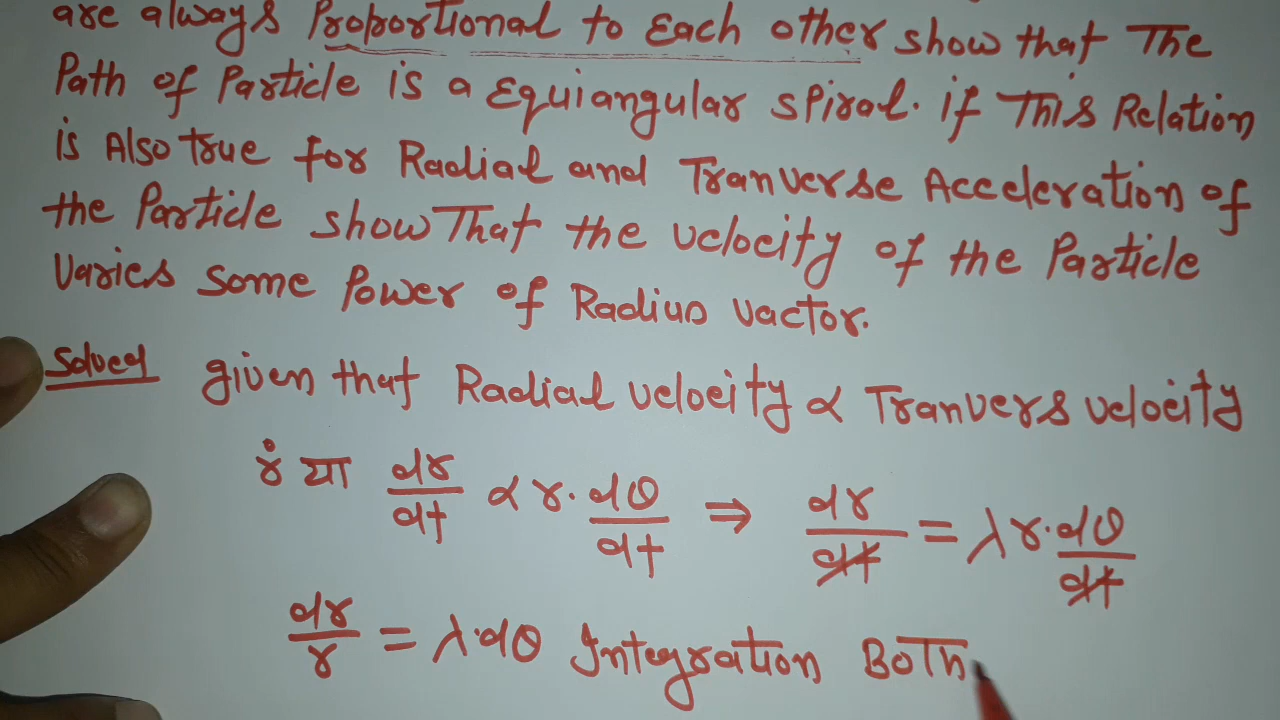 are always Proportional to Each other show that The
Path of Particle is a Equiangular spiral. if This Relation
is Also true for Radial and Tranverse Acceleration of
the Particle show That the velocity of the Particle
varies some Power of Radius vactor.
Solved given that Radial velocity ∝ Tranvers velocity
ṙ या dr/dt ∝ r. dθ/dt ⇒ dr/dt = λ r. dθ/dt
dr/r = λ.dθ Integration BoTh